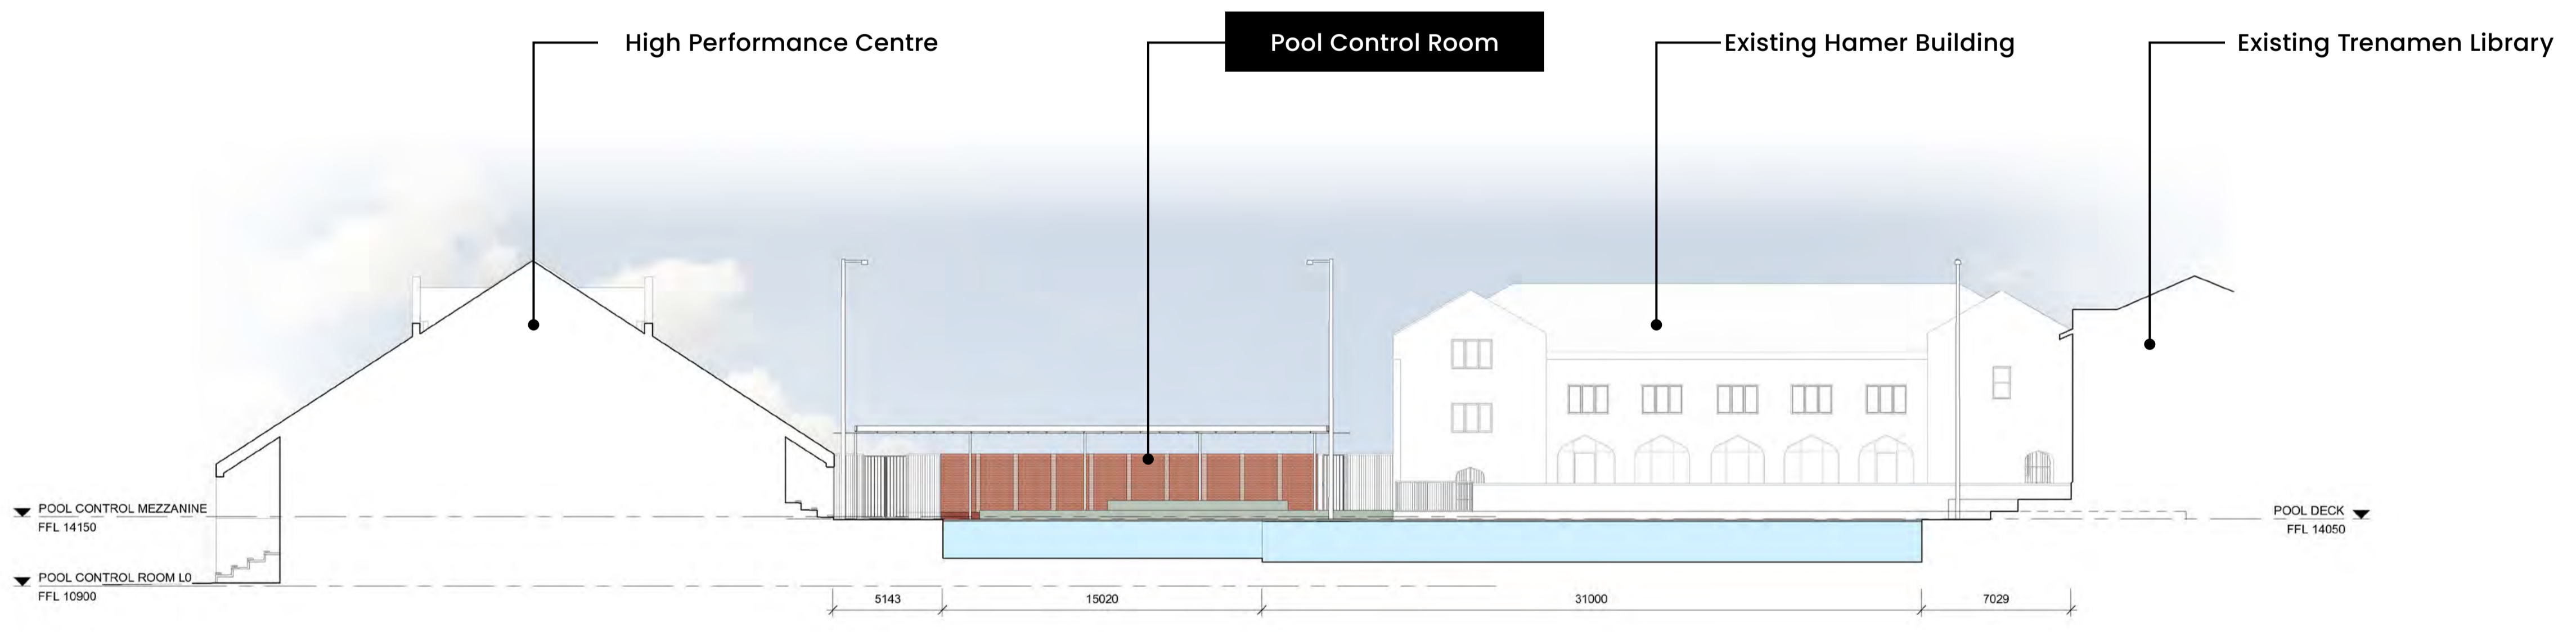 High Performance Centre
Pool Control Room
Existing Hamer Building
Existing Trenamen Library
POOL CONTROL MEZZANINE
FFL 14150
POOL DECK
FFL 14050
POOL CONTROL ROOM L0
FFL 10900
5143
15020
31000
7029